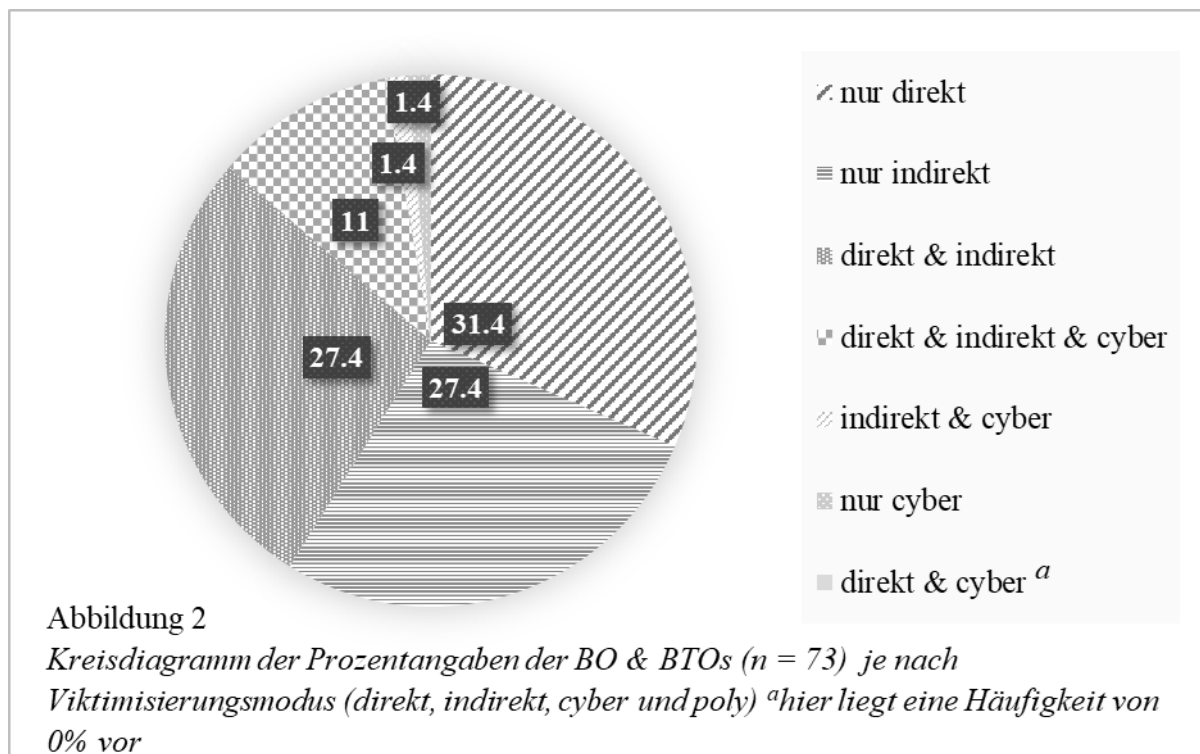 1.4
1.4
11
31.4
27.4
27.4
nur direkt
nur indirekt
direkt & indirekt
direkt & indirekt & cyber
indirekt & cyber
nur cyber
direkt & cyber a
Abbildung 2
Kreisdiagramm der Prozentangaben der BO & BTOs (n = 73) je nach
Viktimisierungsmodus (direkt, indirekt, cyber und poly) ahier liegt eine Häufigkeit von
0% vor